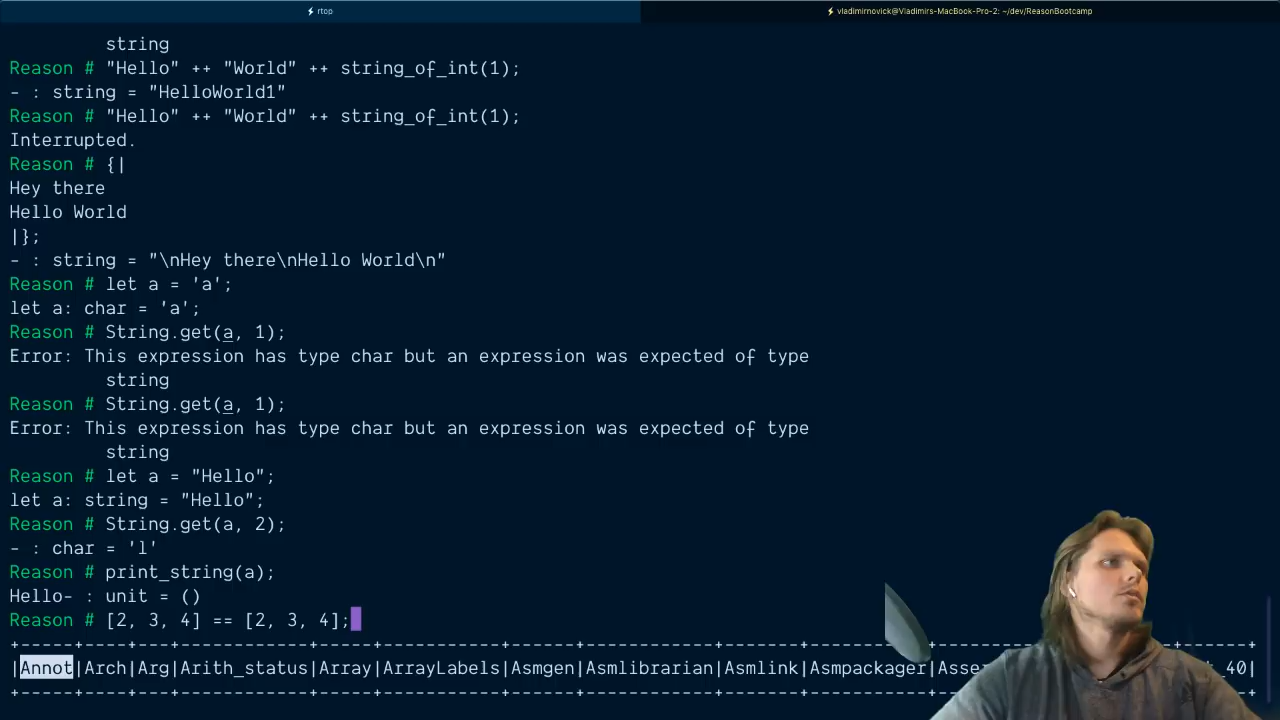 ⚡ rtop
⚡ vladimirnovick@Vladimirs-MacBook-Pro-2: ~/dev/ReasonBootcamp
string
Reason # "Hello" ++ "World" ++ string_of_int(1);
- : string = "HelloWorld1"
Reason # "Hello" ++ "World" ++ string_of_int(1);
Interrupted.
Reason # {|
Hey there
Hello World
|};
- : string = "\nHey there\nHello World\n"
Reason # let a = 'a';
let a: char = 'a';
Reason # String.get(a, 1);
Error: This expression has type char but an expression was expected of type
string
Reason # String.get(a, 1);
Error: This expression has type char but an expression was expected of type
string
Reason # let a = "Hello";
let a: string = "Hello";
Reason # String.get(a, 2);
- : char = 'l'
Reason # print_string(a);
Hello- : unit = ()
Reason # [2, 3, 4] == [2, 3, 4];
|Annot|Arch|Arg|Arith_status|Array|ArrayLabels|Asmgen|Asmlibrarian|Asmlink|Asmpackager|